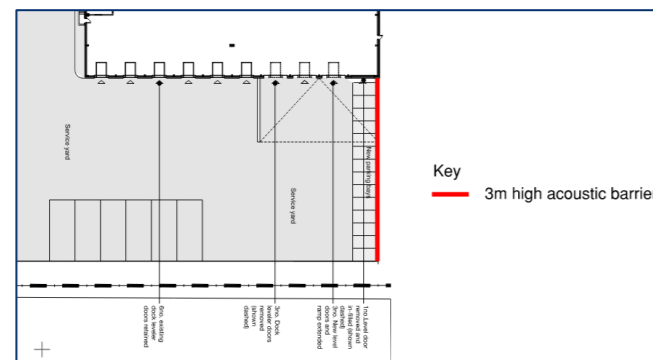 Service yard
Service yard
New parking bays
6no. existing
dock leveler
doors retained
3no. Dock
leveler doors
removed
(shown
dashed)
1no Level door
removed and
in-filled (shown
dashed)
3no. New level
doors and
ramp extended
Key
3m high acoustic barrier